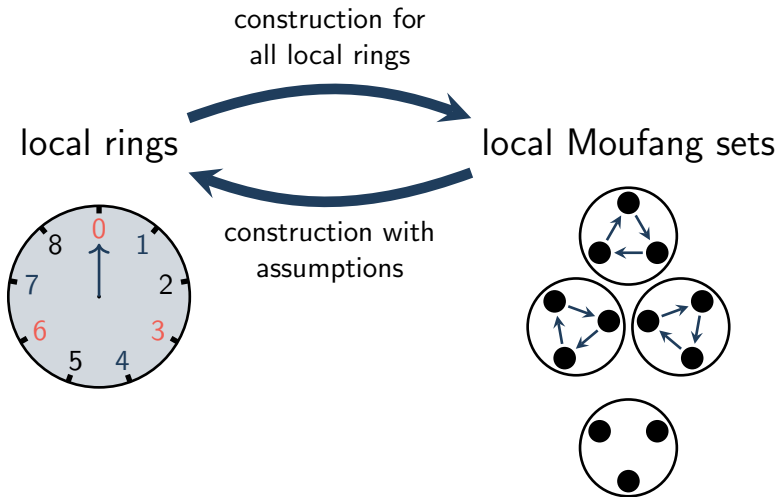 construction for
all local rings
local rings
local Moufang sets
construction with
assumptions
0
1
2
3
4
5
6
7
8